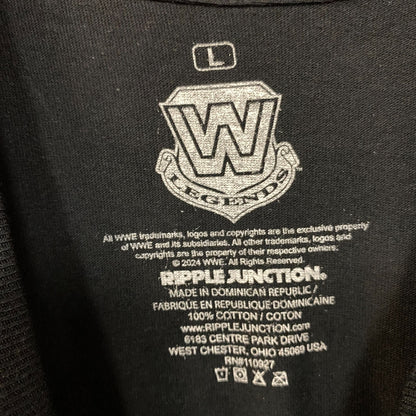 L
W
LEGENDS
All WWE trademarks, logos and copyrights are the exclusive property
of WWE and its subsidiaries. All other trademarks, logos and
copyrights are the property of their respective owners.
© 2024 WWE. All Rights Reserved.
RIPPLE JUNCTION®
MADE IN DOMINICAN REPUBLIC /
FABRIQUE EN REPUBLIQUE DOMINICAINE
100% COTTON / COTON
www.RIPPLEJUNCTION.com
6183 CENTRE PARK DRIVE
WEST CHESTER, OHIO 45069 USA
RN#110927